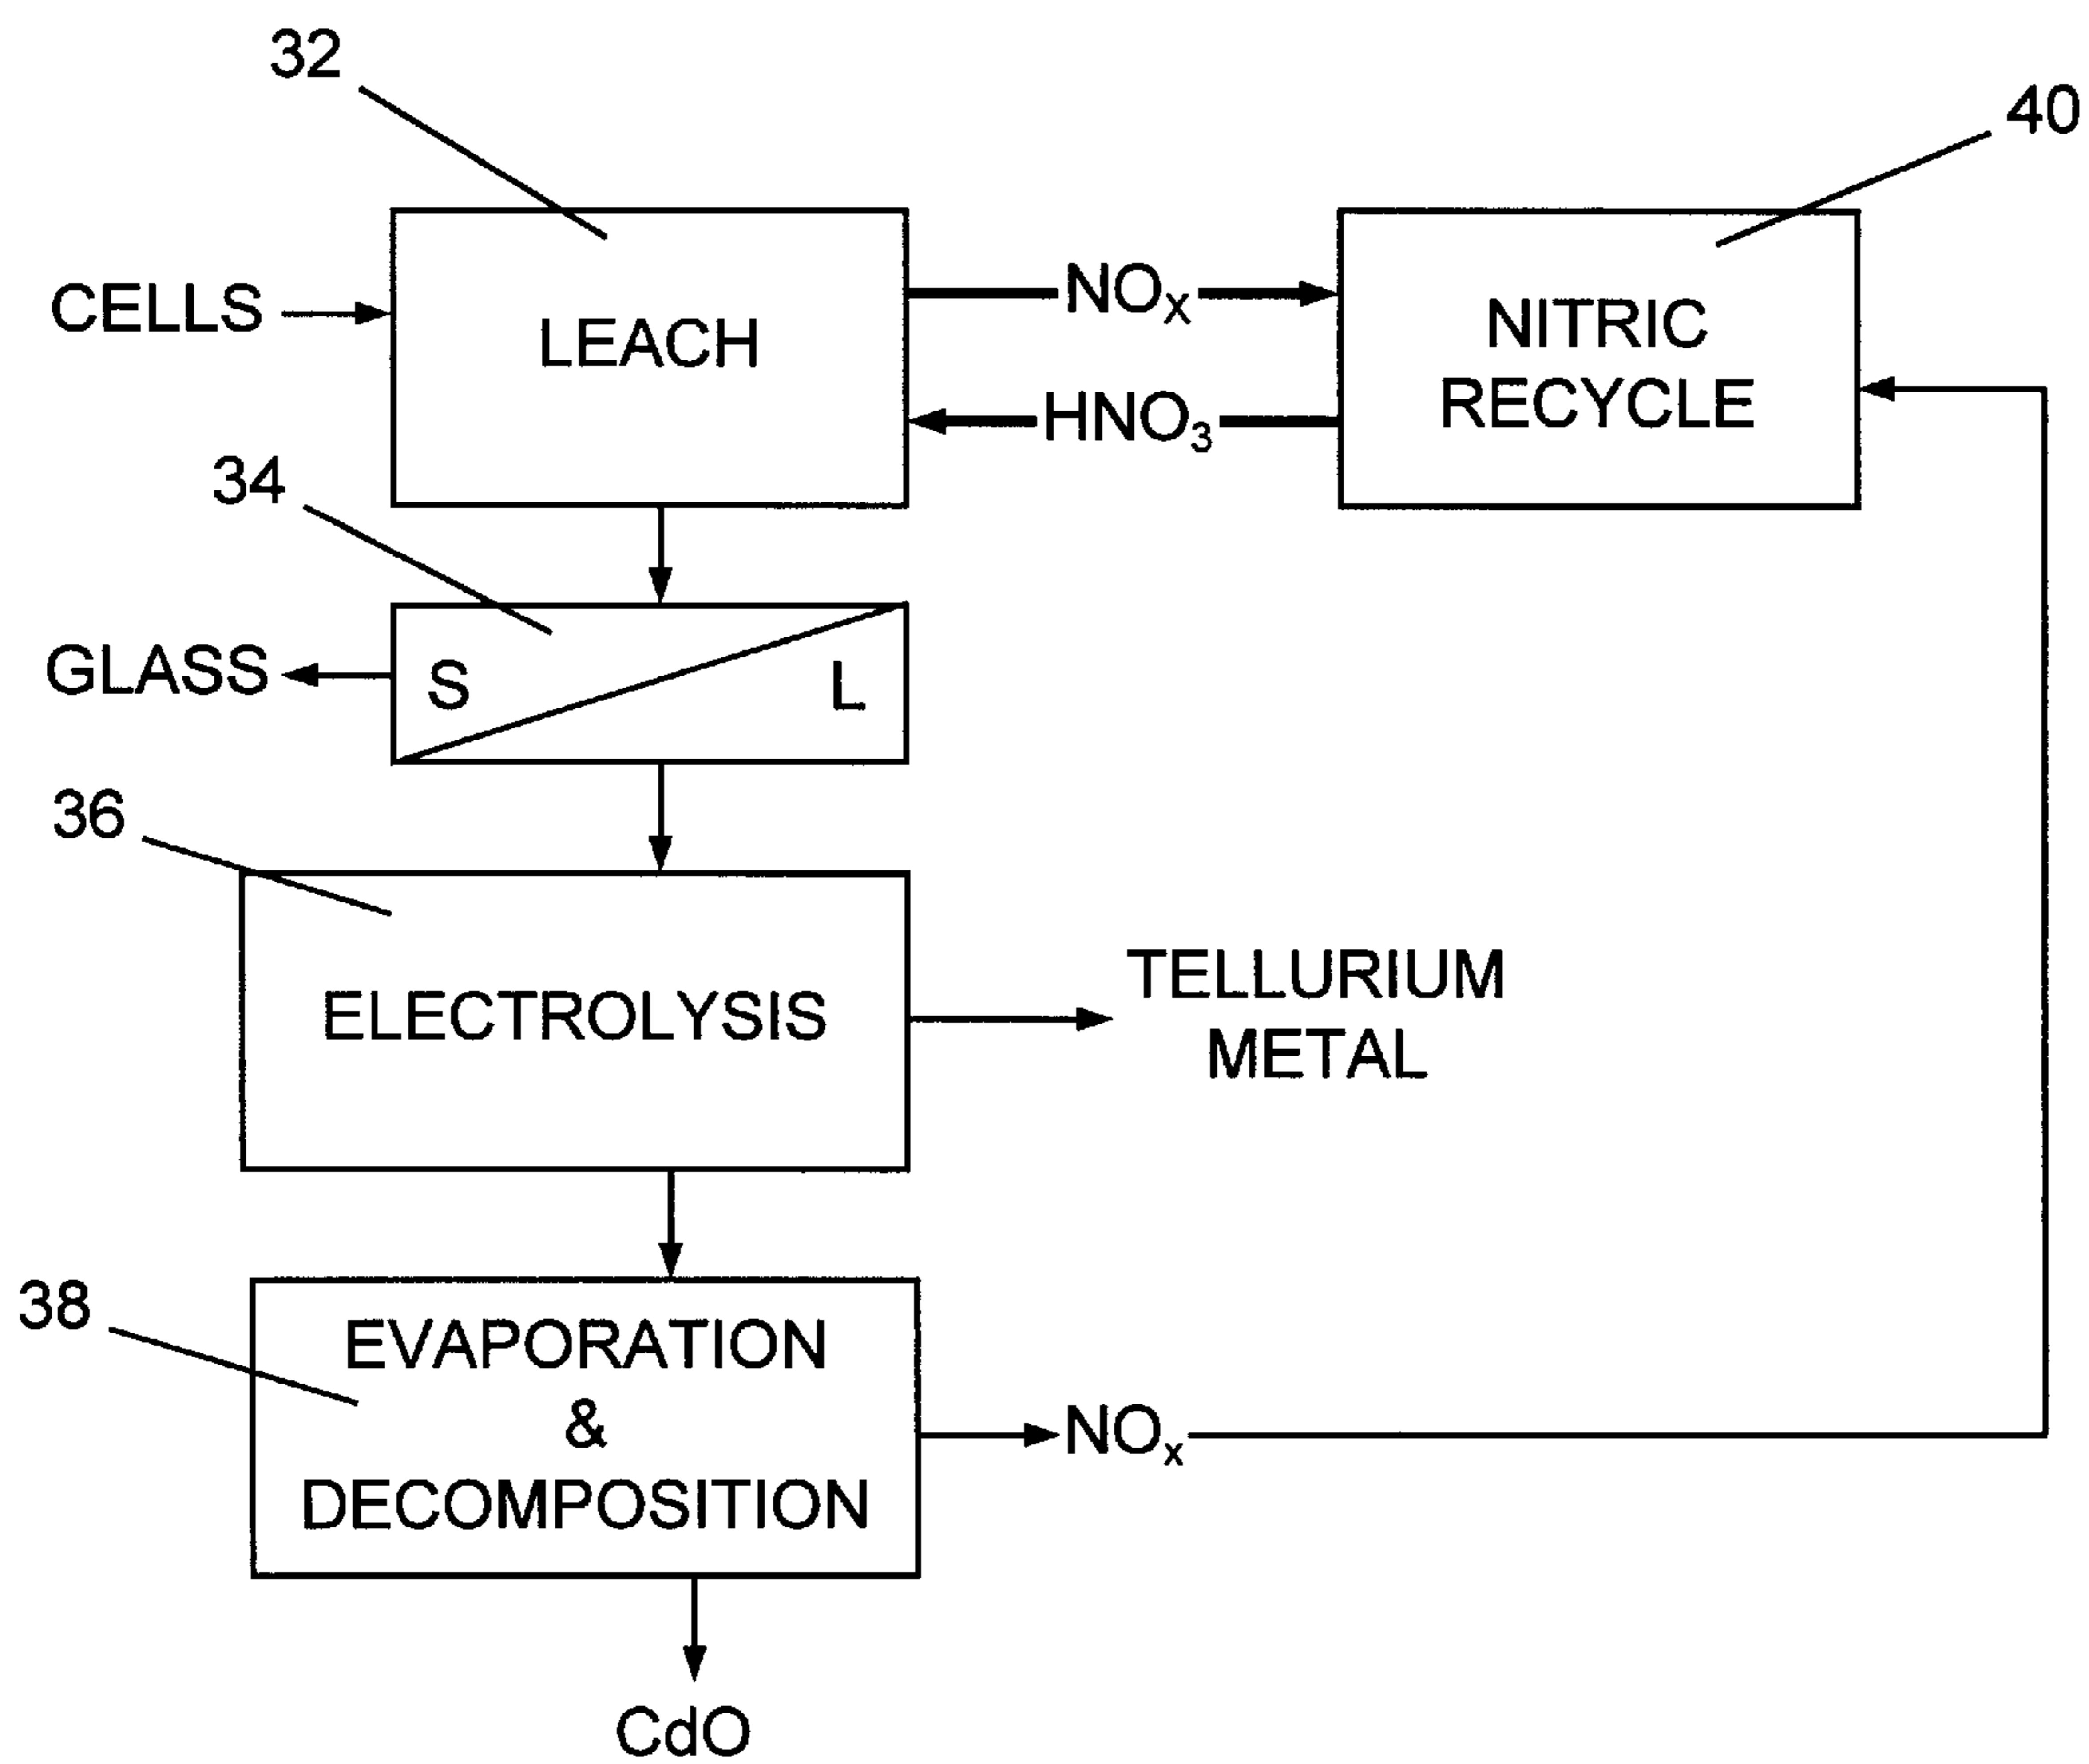 32
40
CELLS
LEACH
NOX
HNO3
NITRIC
RECYCLE
34
GLASS
S
L
36
ELECTROLYSIS
TELLURIUM
METAL
38
EVAPORATION
&
DECOMPOSITION
NOx
CdO